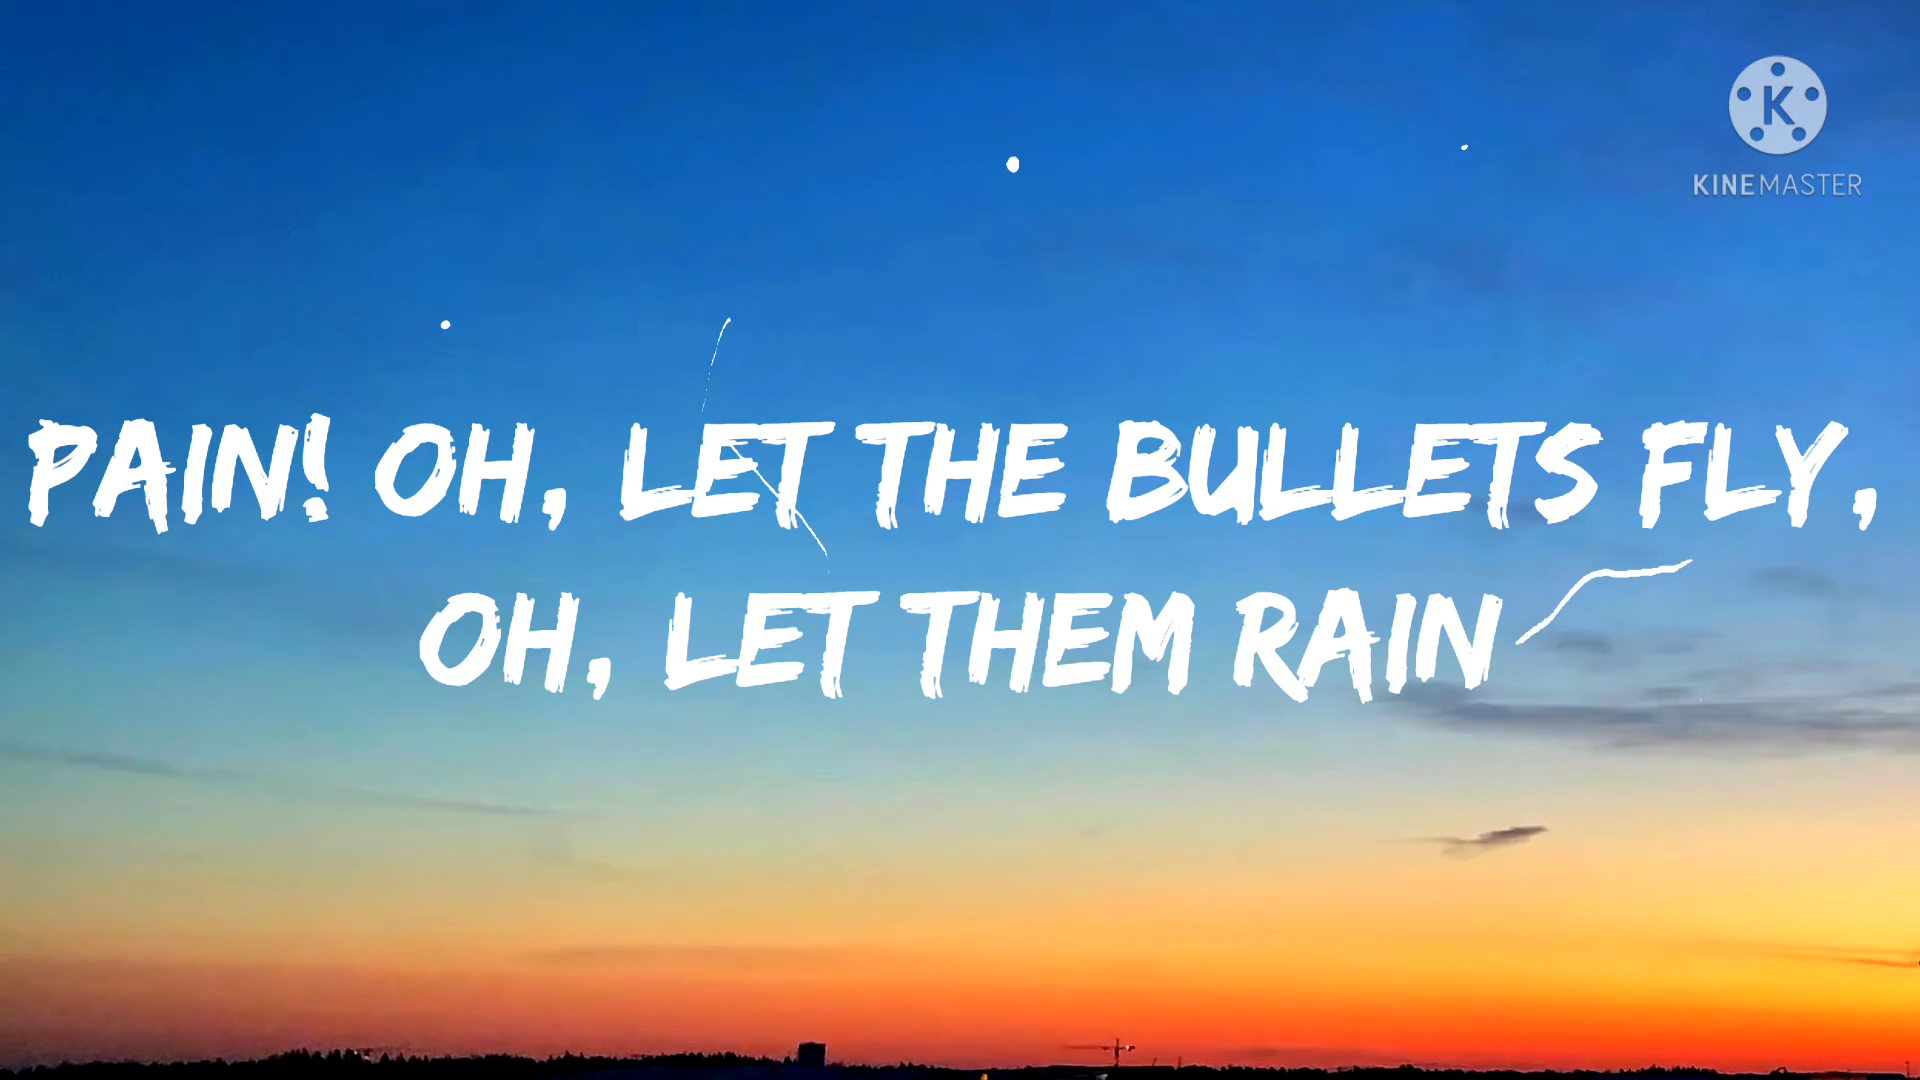 K
KINEMASTER
PAIN! OH, LET THE BULLETS FLY,
OH, LET THEM RAIN